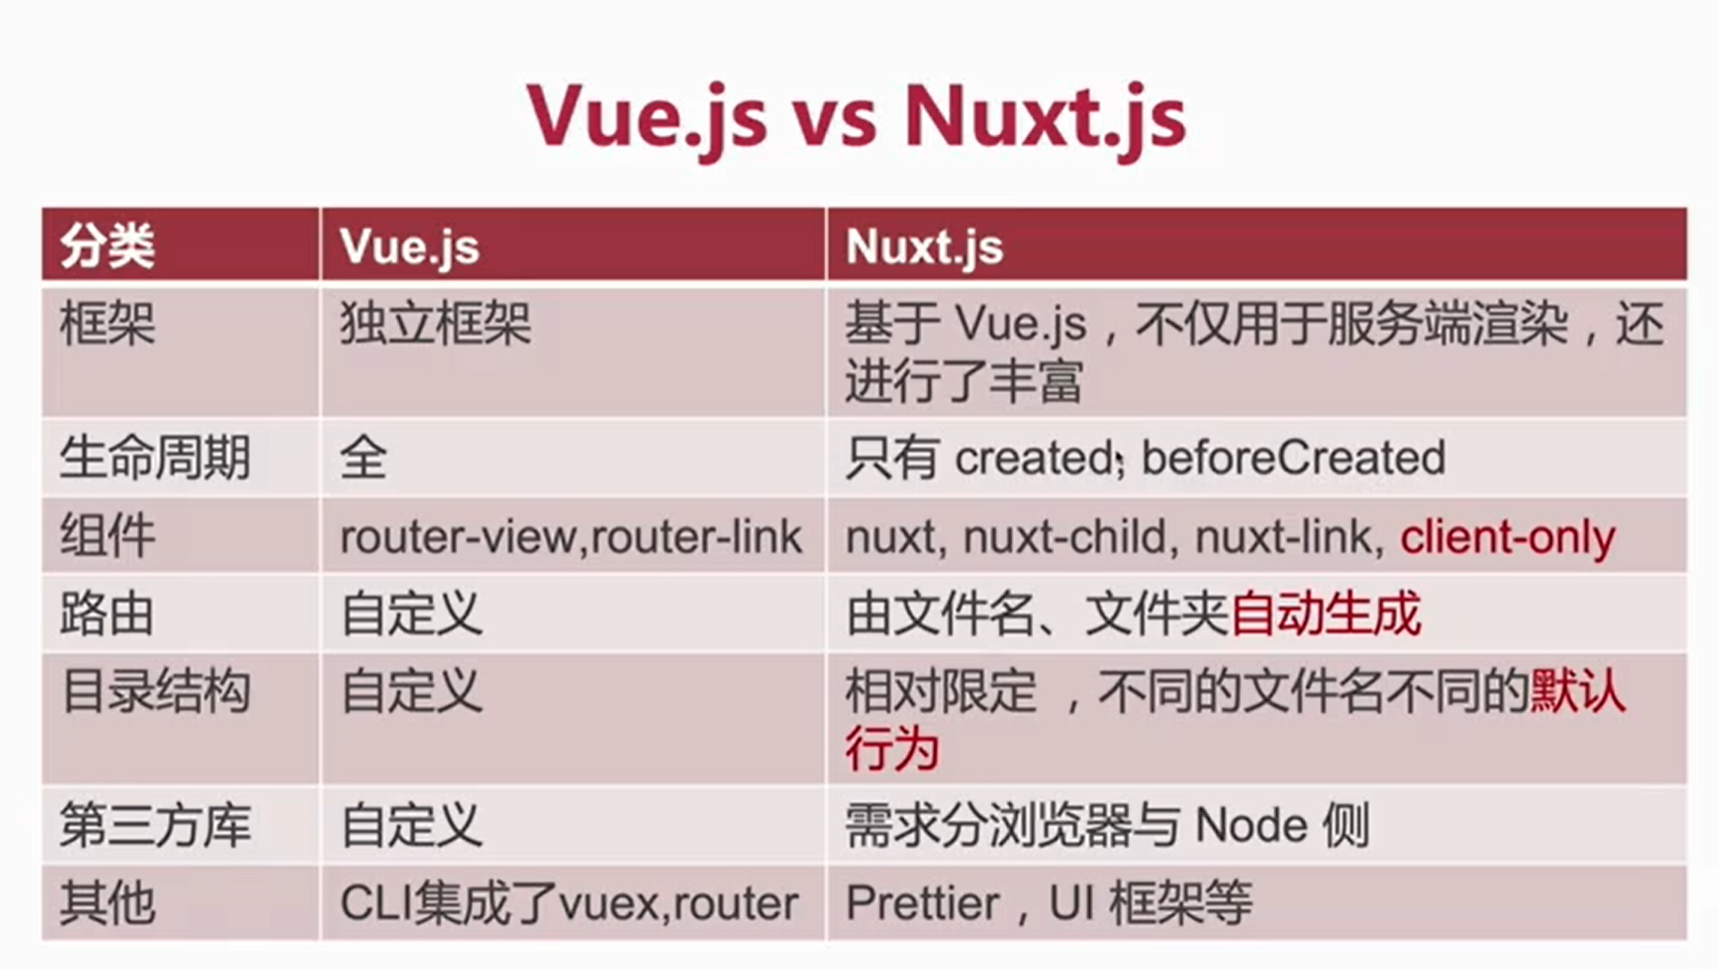 Vue.js vs Nuxt.js
分类 Vue.js Nuxt.js
框架 独立框架 基于 Vue.js，不仅用于服务端渲染，还
进行了丰富
生命周期 全 只有 created, beforeCreated
组件 router-view,router-link nuxt, nuxt-child, nuxt-link, client-only
路由 自定义 由文件名、文件夹自动生成
目录结构 自定义 相对限定 ，不同的文件名不同的默认
行为
第三方库 自定义 需求分浏览器与 Node 侧
其他 CLI集成了vuex,router Prettier，UI 框架等